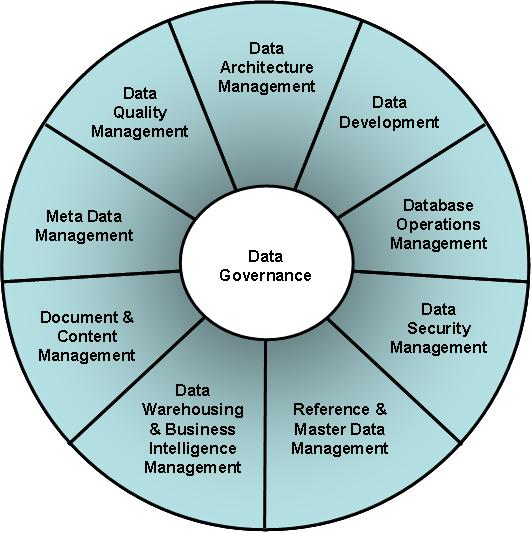 Data
Architecture
Management
Data
Development
Database
Operations
Management
Data
Security
Management
Reference &
Master Data
Management
Data
Warehousing
& Business
Intelligence
Management
Document &
Content
Management
Meta Data
Management
Data
Quality
Management
Data
Governance